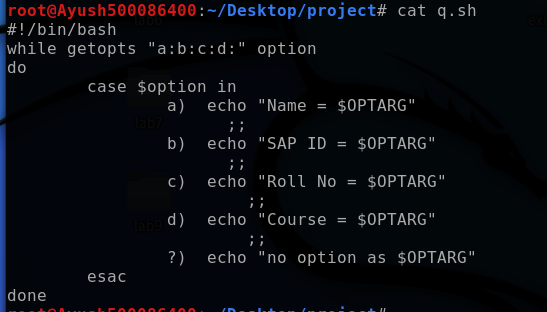 root@Ayush500086400:~/Desktop/project# cat q.sh
#!/bin/bash
while getopts "a:b:c:d:" option
do
        case $option in
                a)  echo "Name = $OPTARG"
                      ;;
                b)  echo "SAP ID = $OPTARG"
                      ;;
                c)  echo "Roll No = $OPTARG"
                        ;;
                d)  echo "Course = $OPTARG"
                        ;;
                ?)  echo "no option as $OPTARG"
        esac
done
root@Ayush500086400:~/Desktop/project#
lab7
lab9